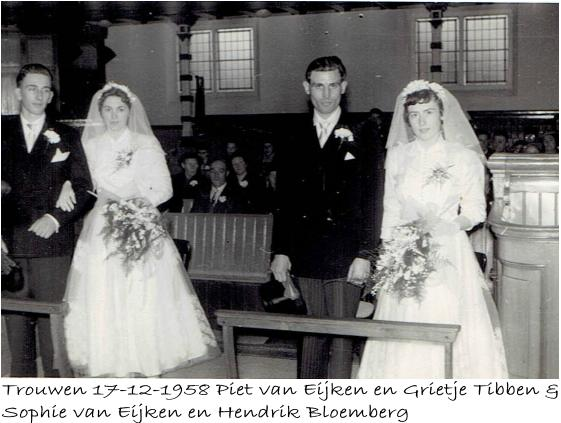 Trouwen 17-12-1958 Piet van Eijken en Grietje Tibben &
Sophie van Eijken en Hendrik Bloemberg